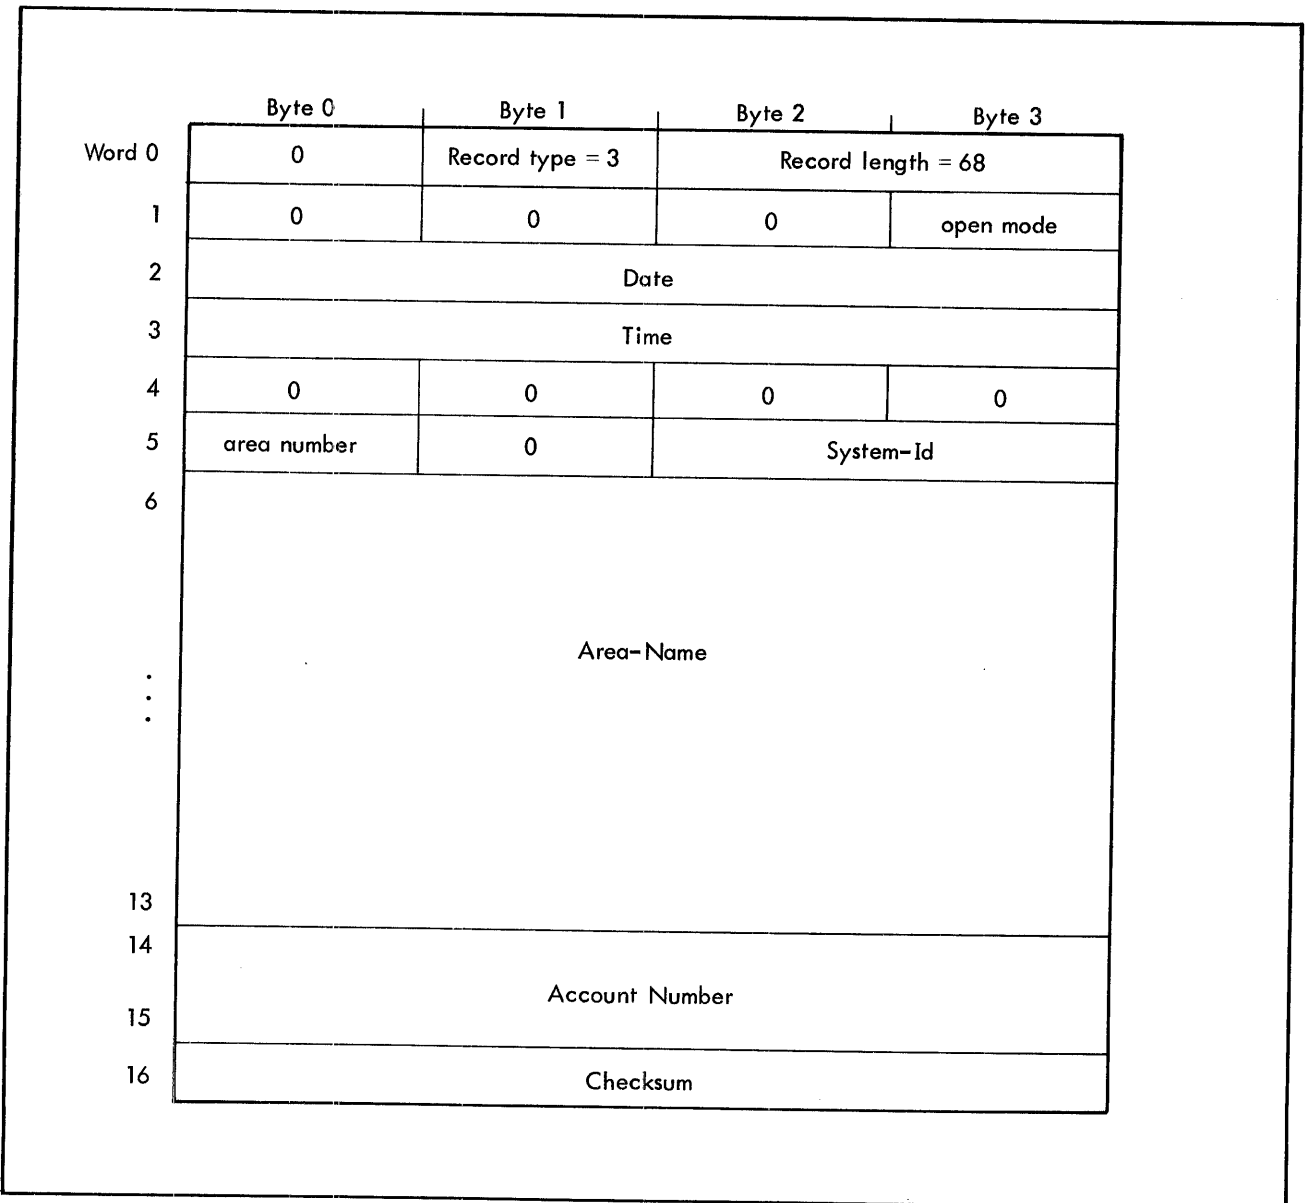 Byte 0 Byte 1 Byte 2 Byte 3
Word 0 0 Record type = 3 Record length = 68
1 0 0 0 open mode
2 Date
3 Time
4 0 0 0 0
5 area number 0 System-Id
6
Area-Name
.
.
.
13
14
Account Number
15
16 Checksum